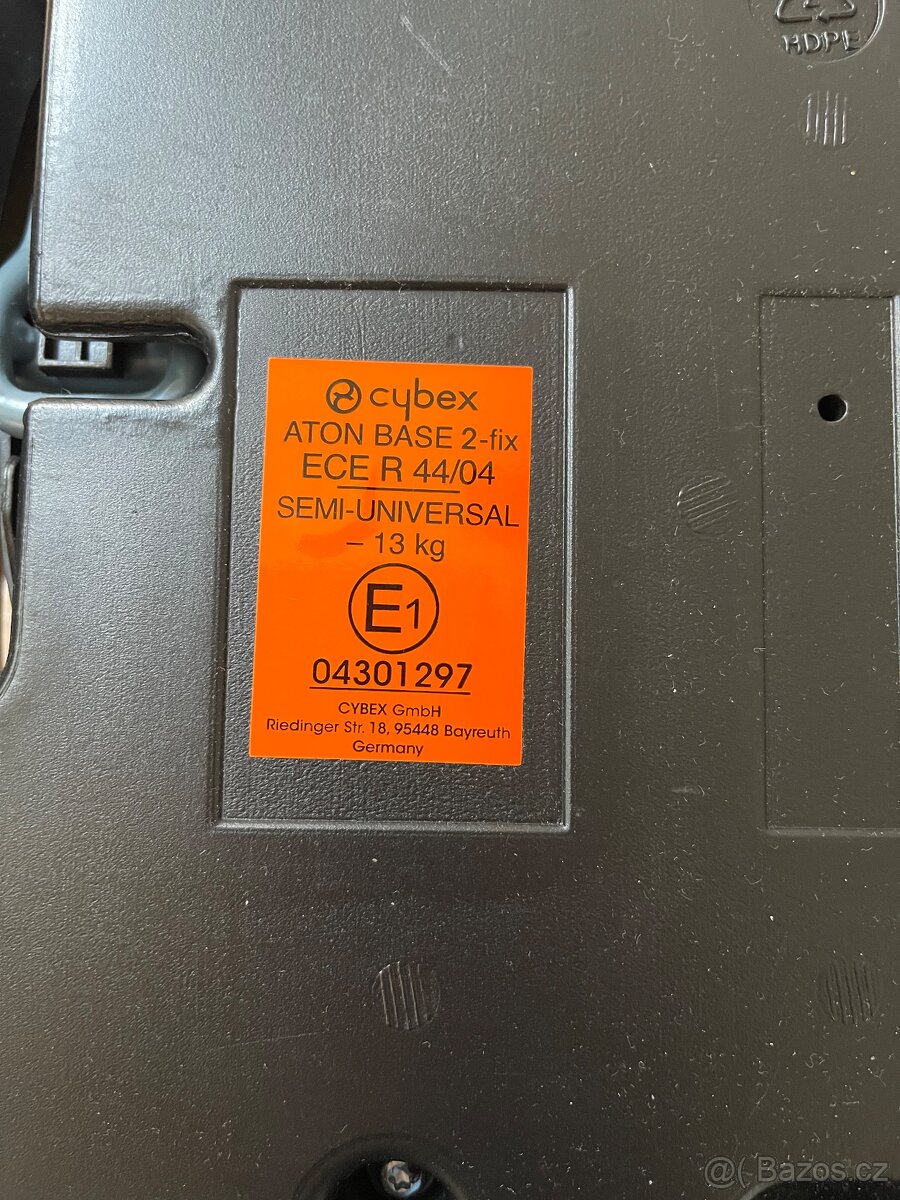 HDPE
cybex
ATON BASE 2-fix
ECE R 44/04
SEMI-UNIVERSAL
– 13 kg
E1
04301297
CYBEX GmbH
Riedinger Str. 18, 95448 Bayreuth
Germany
@( Bazos.cz